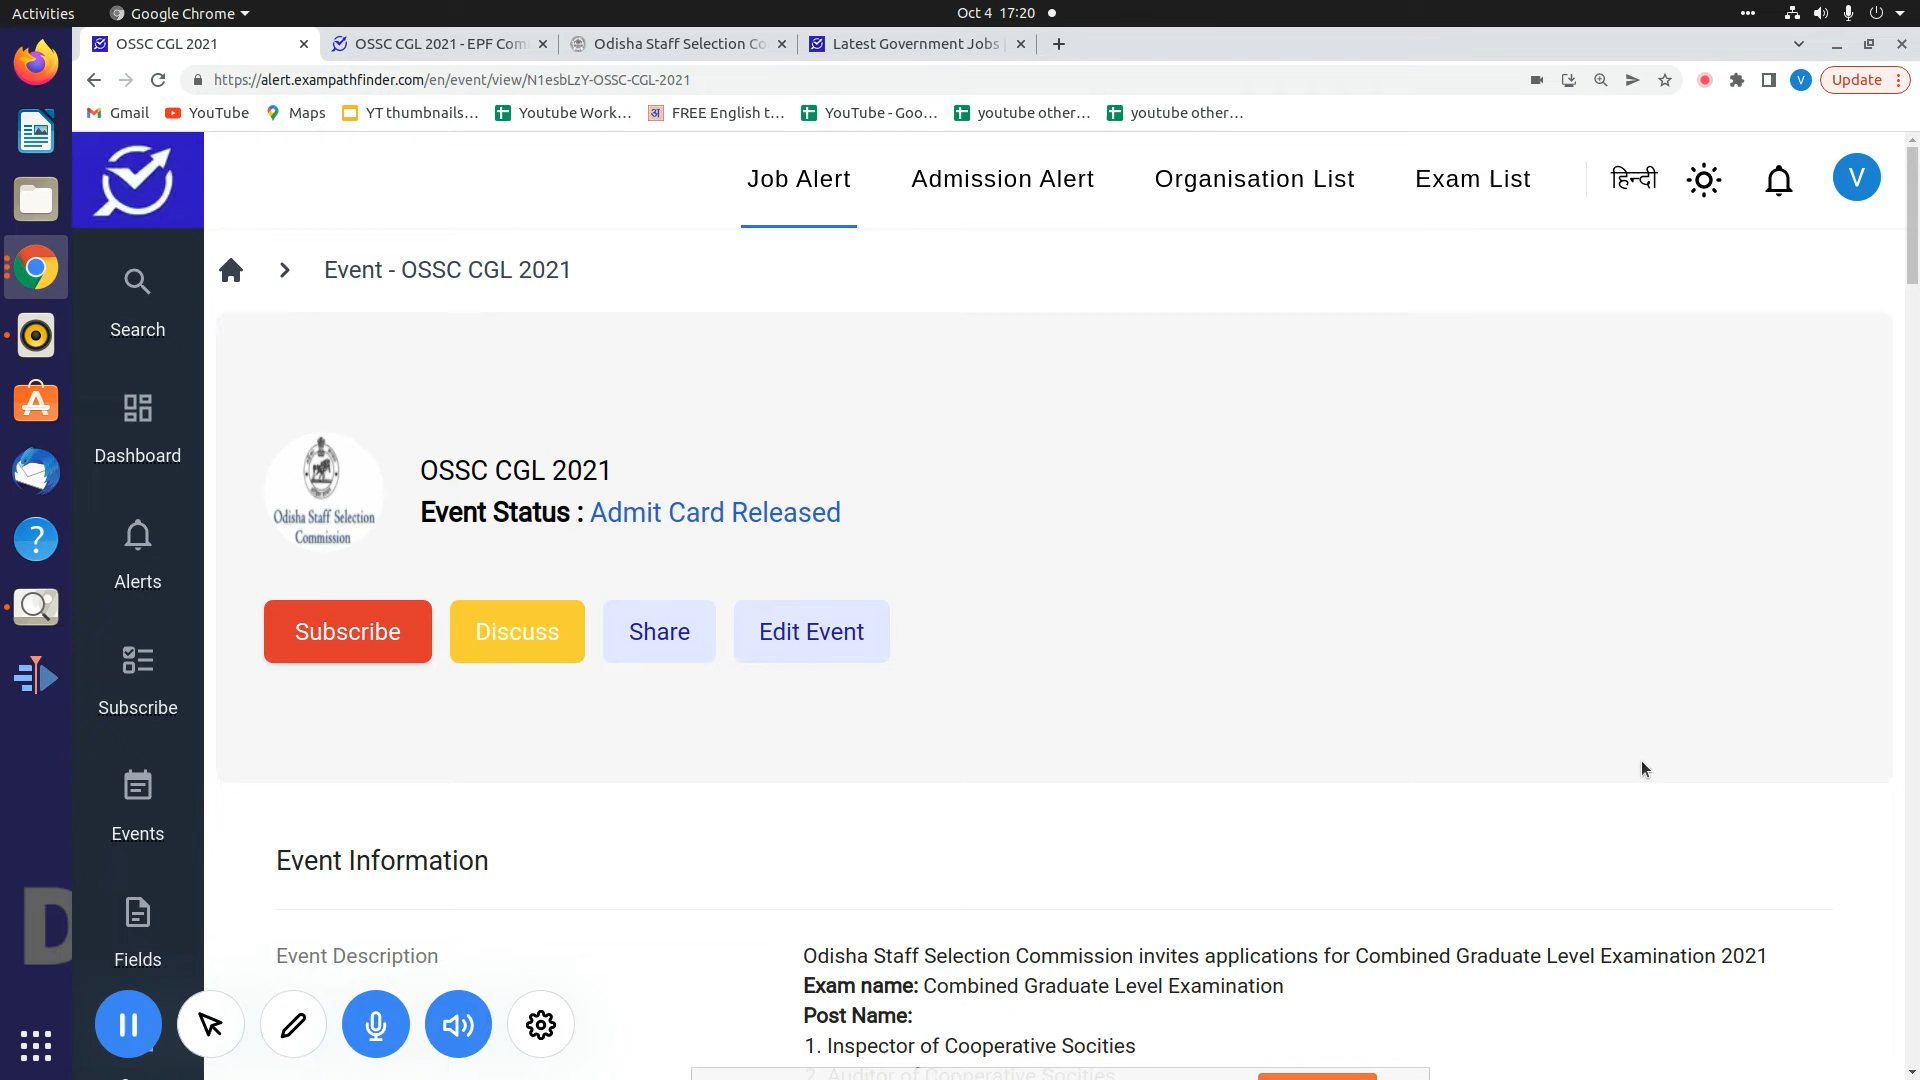 Activities Google Chrome Oct 4 17:20
OSSC CGL 2021 OSSC CGL 2021 - EPF Com Odisha Staff Selection Co Latest Government Jobs
https://alert.exampathfinder.com/en/event/view/N1esbLzY-OSSC-CGL-2021 V Update
Gmail YouTube Maps YT thumbnails... Youtube Work... अ FREE English t... YouTube - Goo... youtube other... youtube other...
Job Alert Admission Alert Organisation List Exam List हिन्दी V
Event - OSSC CGL 2021
Search
Dashboard
Alerts
Subscribe
Events
Fields
Odisha Staff Selection
Commission
OSSC CGL 2021
Event Status : Admit Card Released
Subscribe Discuss Share Edit Event
Event Information
Event Description
Odisha Staff Selection Commission invites applications for Combined Graduate Level Examination 2021
Exam name: Combined Graduate Level Examination
Post Name:
1. Inspector of Cooperative Socities
2. Auditor of Cooperative Socities